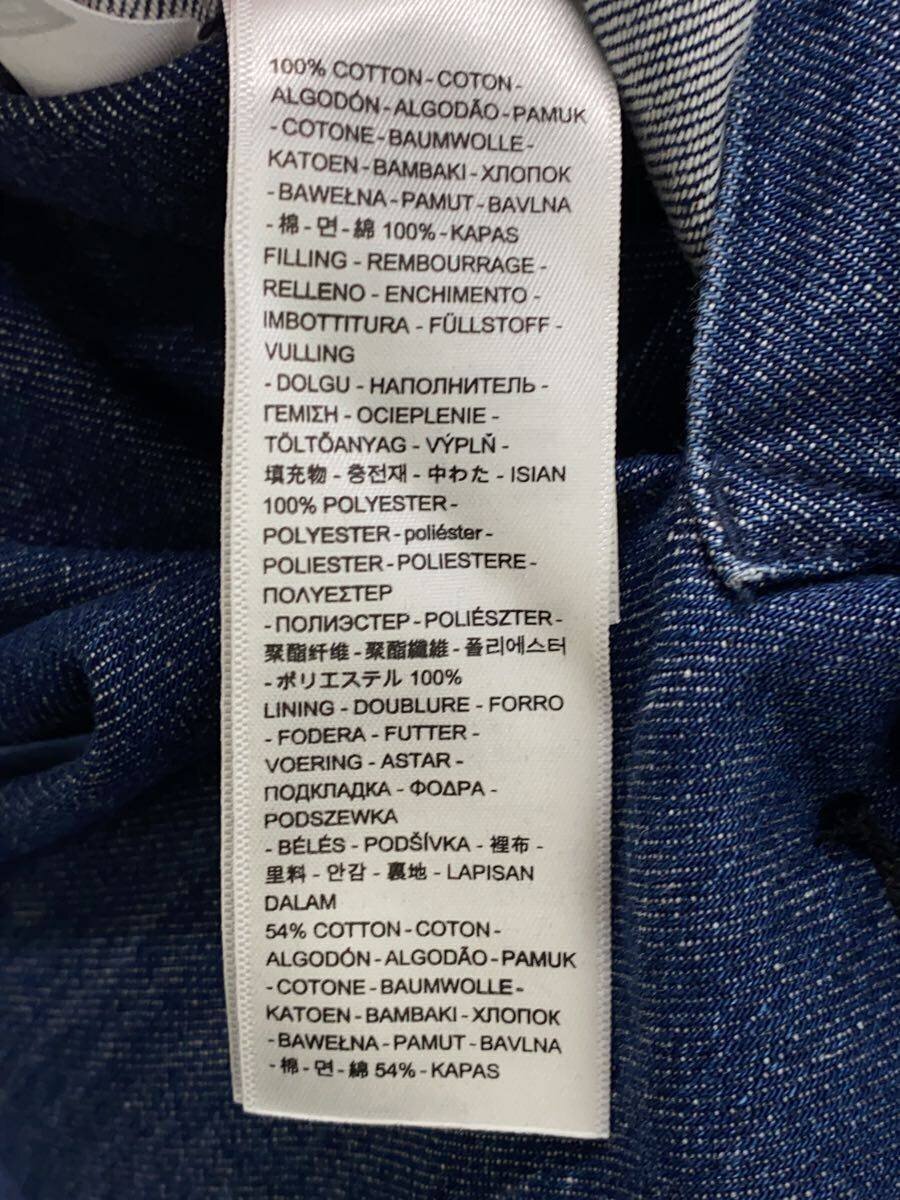 100% COTTON - COTON -
ALGODÓN - ALGODÃO - PAMUK
- COTONE - BAUMWOLLE -
KATOEN - BAMBAKI - ХЛОПОК
- BAWEŁNA - PAMUT - BAVLNA
- 棉 - 면 - 綿 100% - KAPAS
FILLING - REMBOURRAGE -
RELLENO - ENCHIMENTO -
IMBOTTITURA - FÜLLSTOFF -
VULLING
- DOLGU - НАПОЛНИТЕЛЬ -
ΓΕΜΙΣΗ - OCIEPLENIE -
TÖLTŐANYAG - VÝPLŇ -
填充物 - 충전재 - 中わた - ISIAN
100% POLYESTER -
POLYESTER - poliéster -
POLIESTER - POLIESTERE -
ΠΟΛΥΕΣΤΕΡ
- ПОЛИЭСТЕР - POLIÉSZTER -
聚酯纤维 - 聚酯纖維 - 폴리에스터
- ポリエステル 100%
LINING - DOUBLURE - FORRO
- FODERA - FUTTER -
VOERING - ASTAR -
ПОДКЛАДКА - ΦΟΔΡΑ -
PODSZEWKA
- BÉLÉS - PODŠÍVKA - 裡布 -
里料 - 안감 - 裏地 - LAPISAN
DALAM
54% COTTON - COTON -
ALGODÓN - ALGODÃO - PAMUK
- COTONE - BAUMWOLLE -
KATOEN - BAMBAKI - ХЛОПОК
- BAWEŁNA - PAMUT - BAVLNA
- 棉 - 면 - 綿 54% - KAPAS